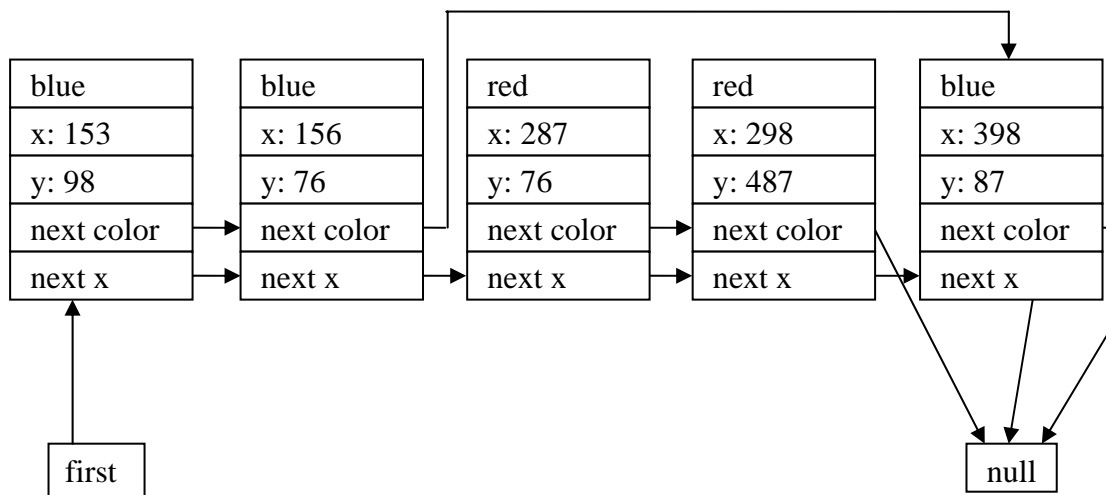 blue
x: 153
y: 98
next color
next x
blue
x: 156
y: 76
next color
next x
red
x: 287
y: 76
next color
next x
red
x: 298
y: 487
next color
next x
blue
x: 398
y: 87
next color
next x
first
null